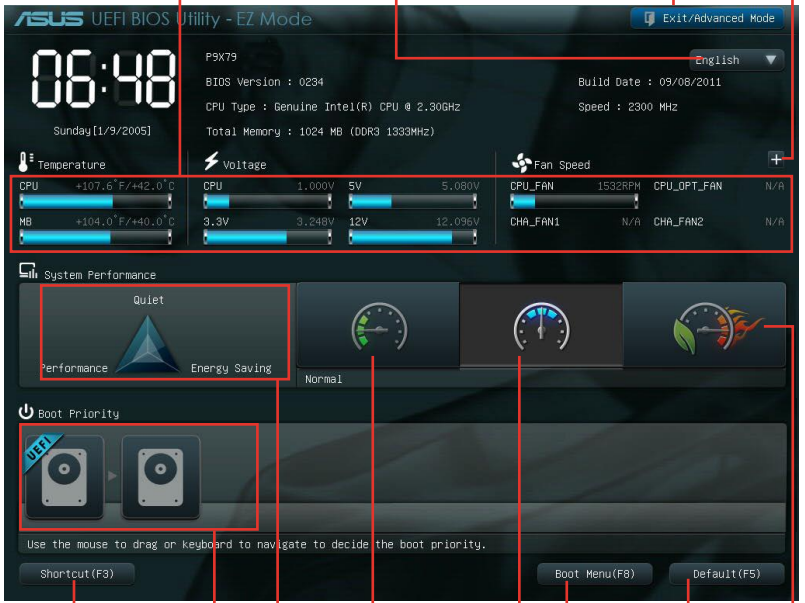 ASUS UEFI BIOS Utility - EZ Mode
Exit/Advanced Mode
06:48
Sunday[1/9/2005]
P9X79
English
BIOS Version : 0234
Build Date : 09/08/2011
CPU Type : Genuine Intel(R) CPU @ 2.30GHz
Speed : 2300 MHz
Total Memory : 1024 MB (DDR3 1333MHz)
Temperature
Voltage
Fan Speed
CPU +107.6°F/+42.0°C
CPU 1.000V
5V 5.080V
CPU_FAN 1532RPM
CPU_OPT_FAN N/A
MB +104.0°F/+40.0°C
3.3V 3.248V
12V 12.096V
CHA_FAN1 N/A
CHA_FAN2 N/A
System Performance
Quiet
Performance
Energy Saving
Normal
Boot Priority
UEFI
Use the mouse to drag or keyboard to navigate to decide the boot priority.
Shortcut(F3)
Boot Menu(F8)
Default(F5)